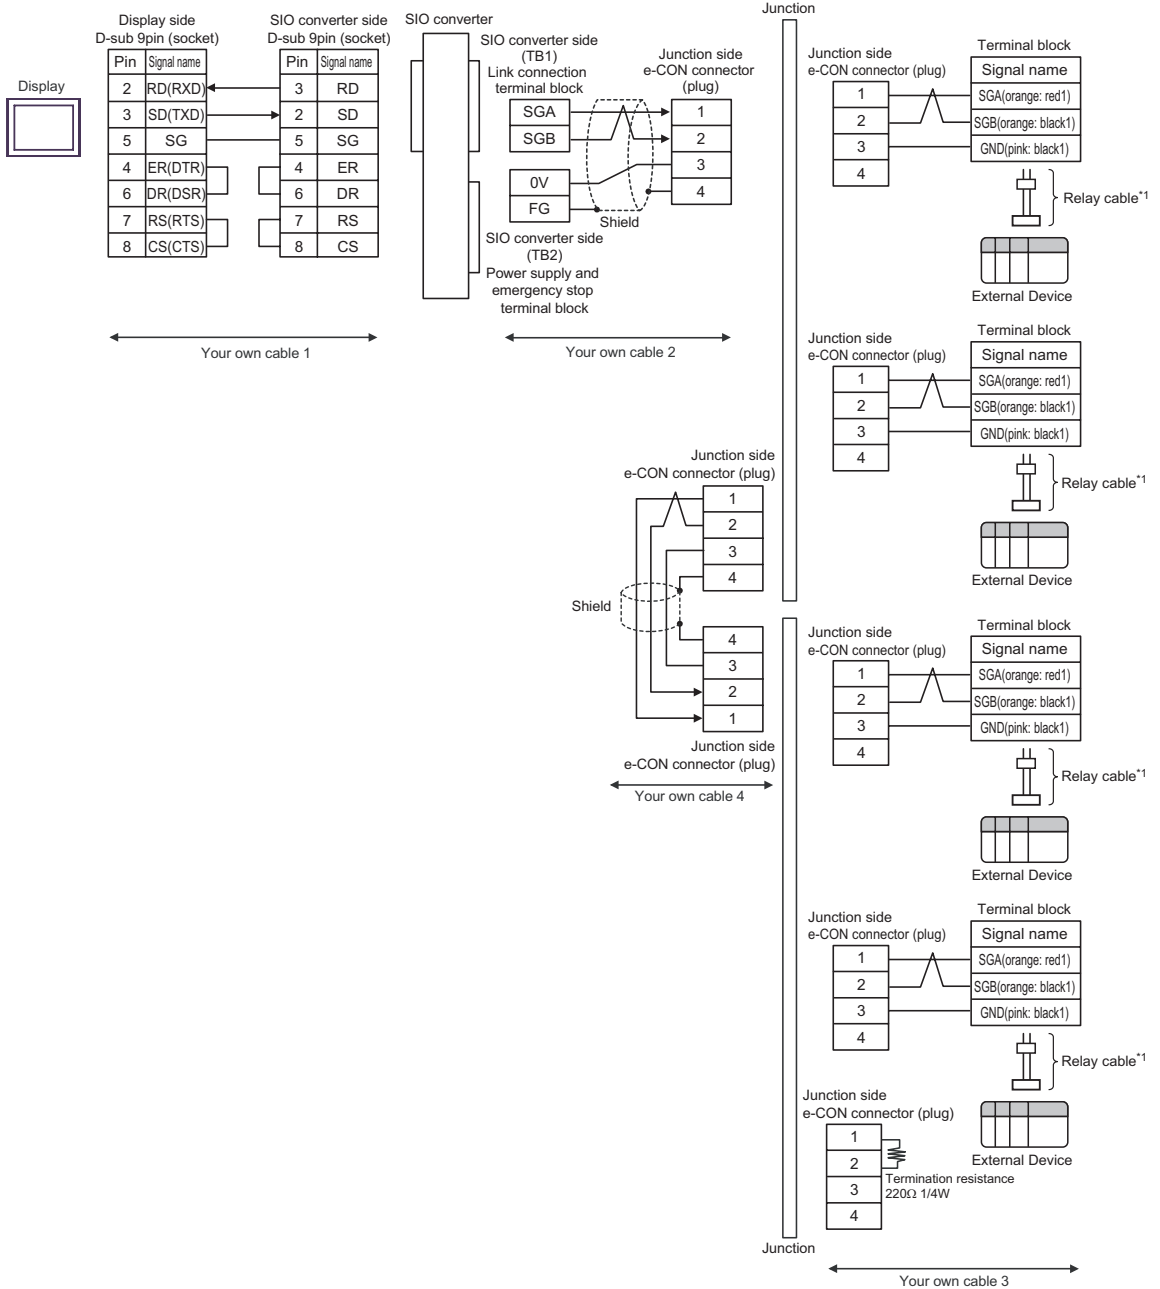 Display
Display side
D-sub 9pin (socket)
Pin Signal name
2 RD(RXD)
3 SD(TXD)
5 SG
4 ER(DTR)
6 DR(DSR)
7 RS(RTS)
8 CS(CTS)
SIO converter side
D-sub 9pin (socket)
Pin Signal name
3 RD
2 SD
5 SG
4 ER
6 DR
7 RS
8 CS
Your own cable 1
SIO converter
SIO converter side
(TB1)
Link connection
terminal block
SGA
SGB
0V
FG
SIO converter side
(TB2)
Power supply and
emergency stop
terminal block
Shield
Junction side
e-CON connector
(plug)
1
2
3
4
Your own cable 2
Junction side
e-CON connector (plug)
1
2
3
4
Shield
4
3
2
1
Junction side
e-CON connector (plug)
Your own cable 4
Junction
Junction side
e-CON connector (plug)
1
2
3
4
Terminal block
Signal name
SGA(orange: red1)
SGB(orange: black1)
GND(pink: black1)
Relay cable*1
External Device
Junction side
e-CON connector (plug)
1
2
3
4
Terminal block
Signal name
SGA(orange: red1)
SGB(orange: black1)
GND(pink: black1)
Relay cable*1
External Device
Junction side
e-CON connector (plug)
1
2
3
4
Terminal block
Signal name
SGA(orange: red1)
SGB(orange: black1)
GND(pink: black1)
Relay cable*1
External Device
Junction side
e-CON connector (plug)
1
2
3
4
Terminal block
Signal name
SGA(orange: red1)
SGB(orange: black1)
GND(pink: black1)
Relay cable*1
External Device
Junction side
e-CON connector (plug)
1
2
3
4
Termination resistance
220Ω 1/4W
Junction
Your own cable 3